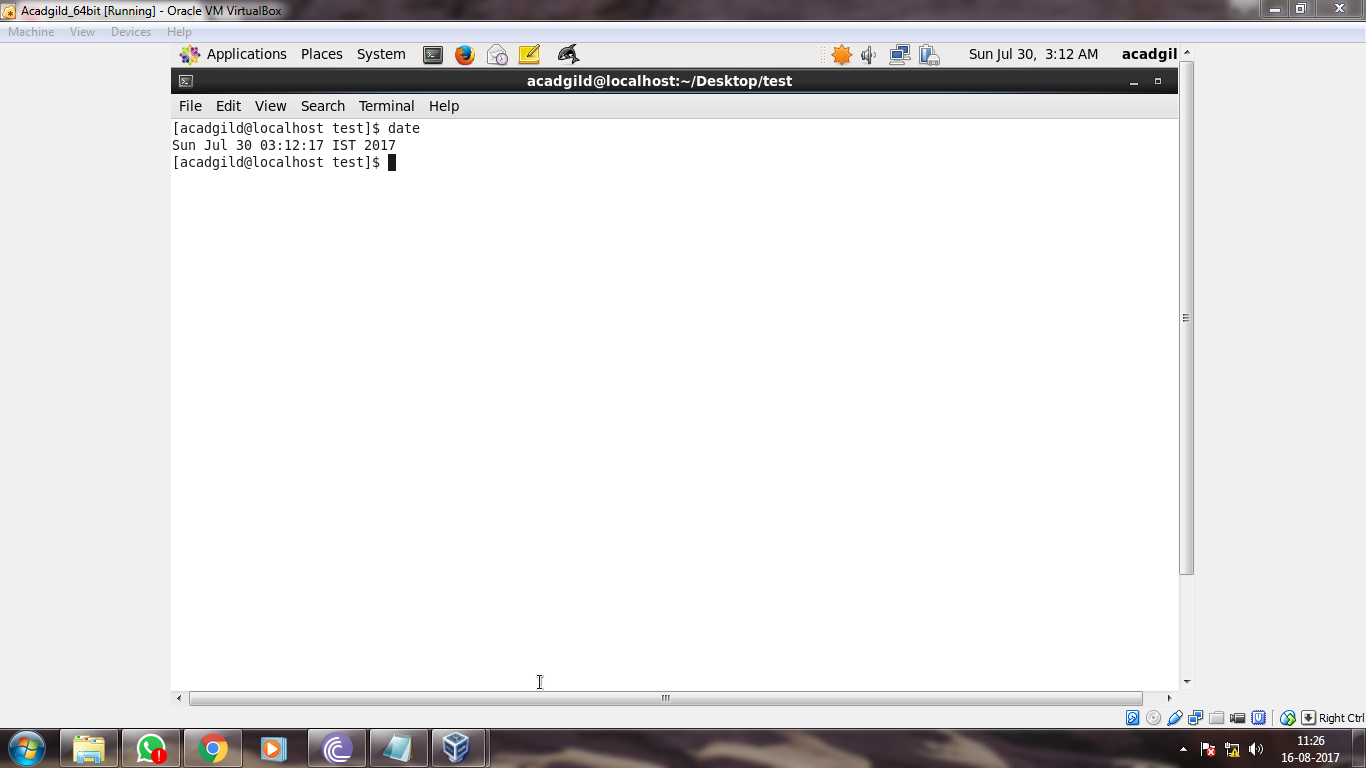 Acadgild_64bit [Running] - Oracle VM VirtualBox
Machine View Devices Help
Applications Places System Sun Jul 30, 3:12 AM acadgil
acadgild@localhost:~/Desktop/test
File Edit View Search Terminal Help
[acadgild@localhost test]$ date
Sun Jul 30 03:12:17 IST 2017
[acadgild@localhost test]$
Right Ctrl
11:26
16-08-2017